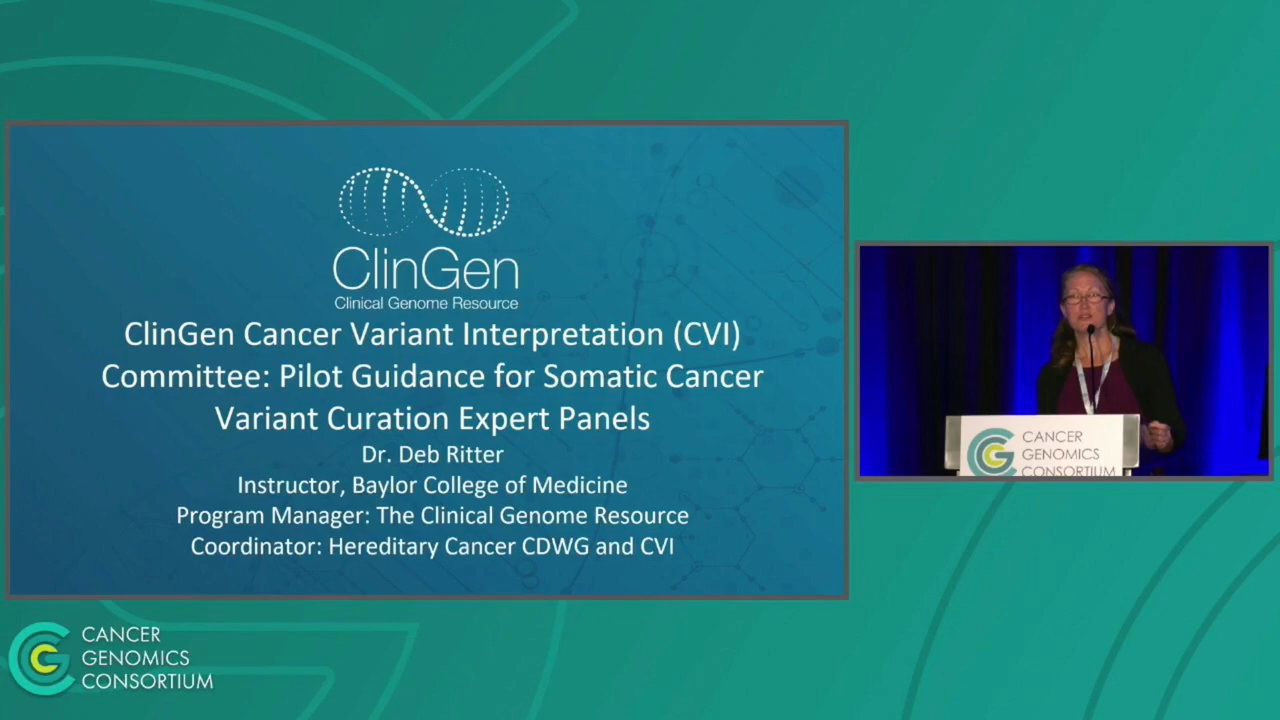 ClinGen
Clinical Genome Resource
ClinGen Cancer Variant Interpretation (CVI)
Committee: Pilot Guidance for Somatic Cancer
Variant Curation Expert Panels
Dr. Deb Ritter
Instructor, Baylor College of Medicine
Program Manager: The Clinical Genome Resource
Coordinator: Hereditary Cancer CDWG and CVI
CANCER
GENOMICS
CONSORTIUM
CANCER
GENOMICS
CONSORTIUM